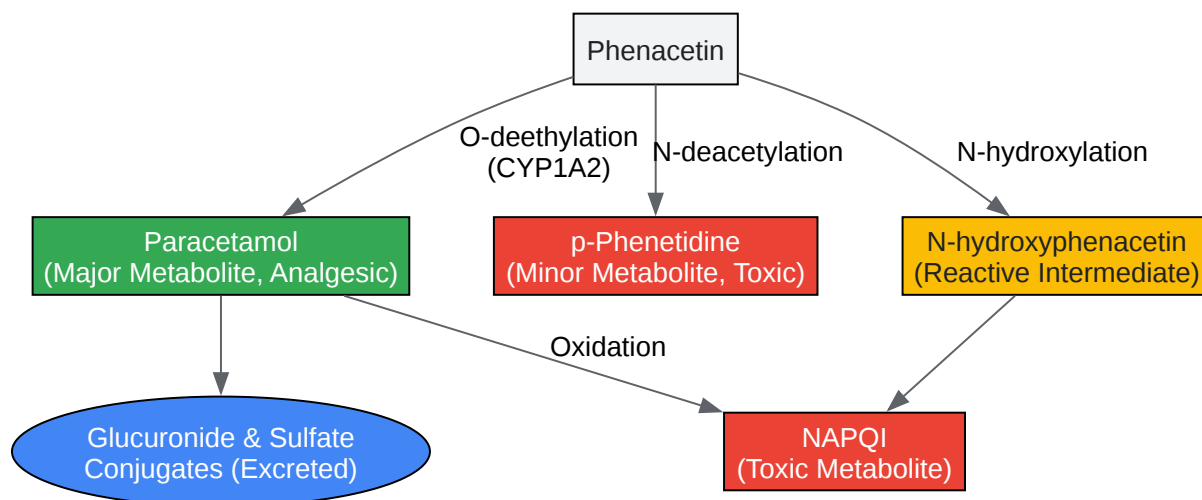 Phenacetin
O-deethylation
(CYP1A2)
N-deacetylation
N-hydroxylation
Paracetamol
(Major Metabolite, Analgesic)
p-Phenetidine
(Minor Metabolite, Toxic)
N-hydroxyphenacetin
(Reactive Intermediate)
Oxidation
Glucuronide & Sulfate
Conjugates (Excreted)
NAPQI
(Toxic Metabolite)